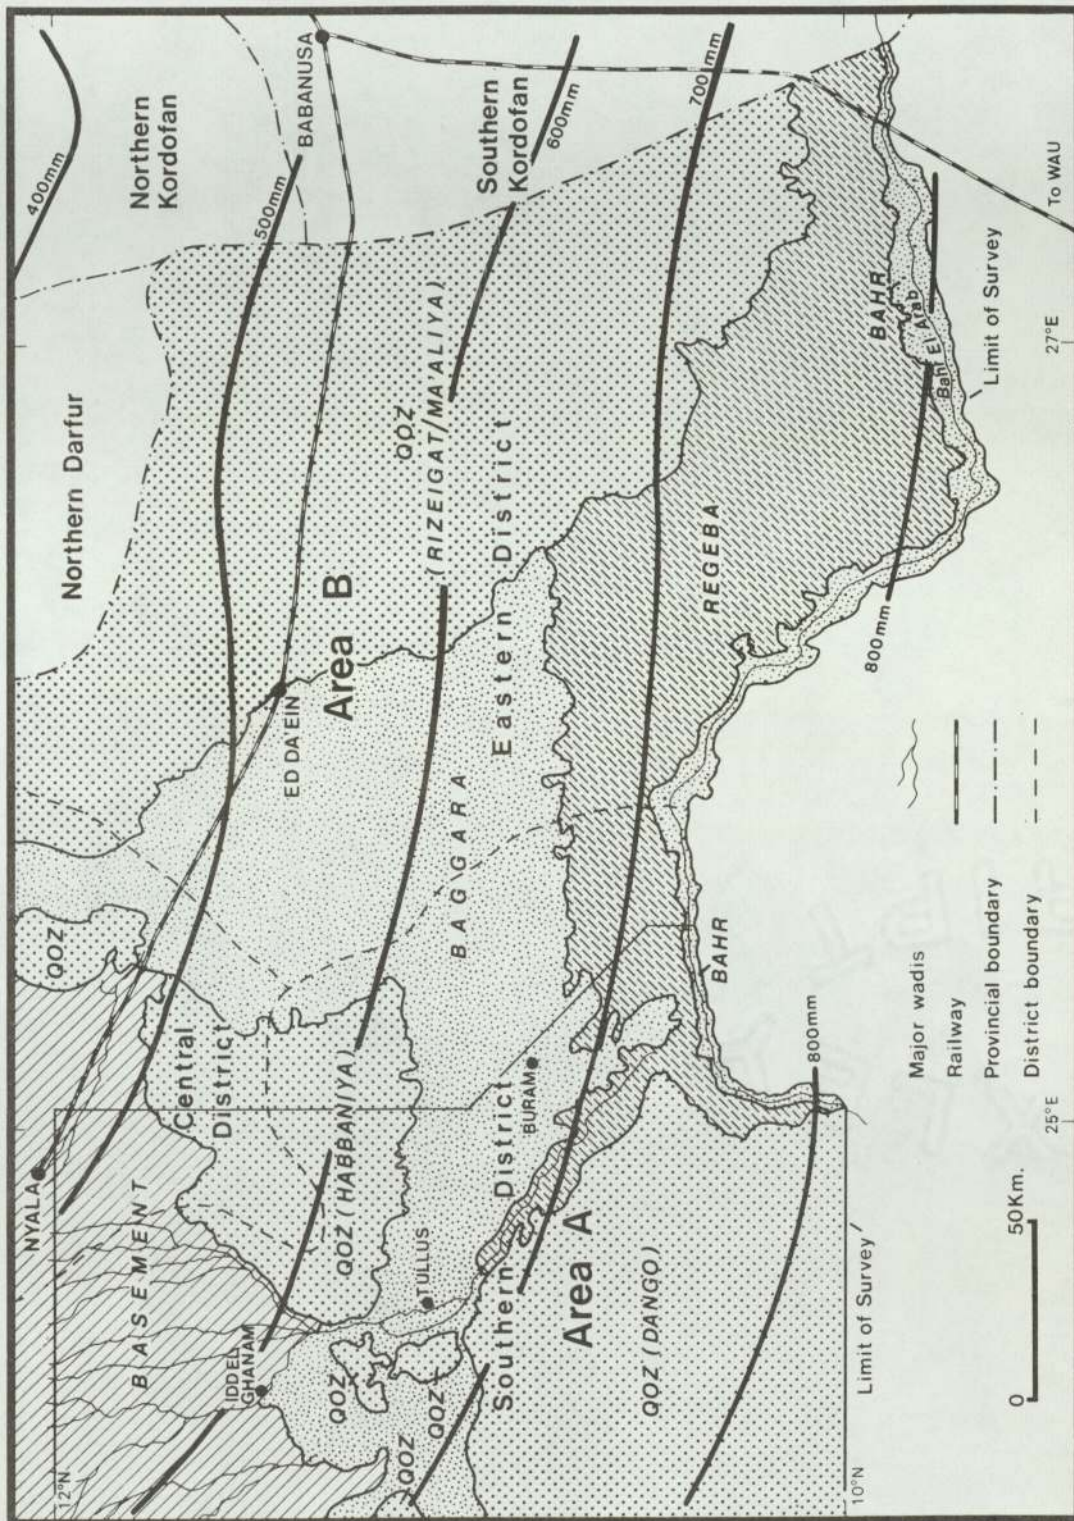 400mm
Northern
Kordofan
BABANUSA
500mm
Southern
Kordofan
600mm
700mm
Northern Darfur
QOZ
(RIZEIGAT/MA'ALIYA)
Area B
Eastern District
ED DA'EIN
BAGGARA
REGEBA
BAHR
Bahr El Arab
To WAU
Limit of Survey
27°E
800mm
QOZ
Central
District
NYALA
BASEMENT
QOZ (HABBANIYA)
BURAM
BAHR
TULLUS
Southern District
Area A
IDD EL
GHANAM
QOZ
QOZ
QOZ
QOZ (DANGO)
800mm
12°N
10°N
25°E
Limit of Survey
Major wadis
Railway
Provincial boundary
District boundary
0 50Km.